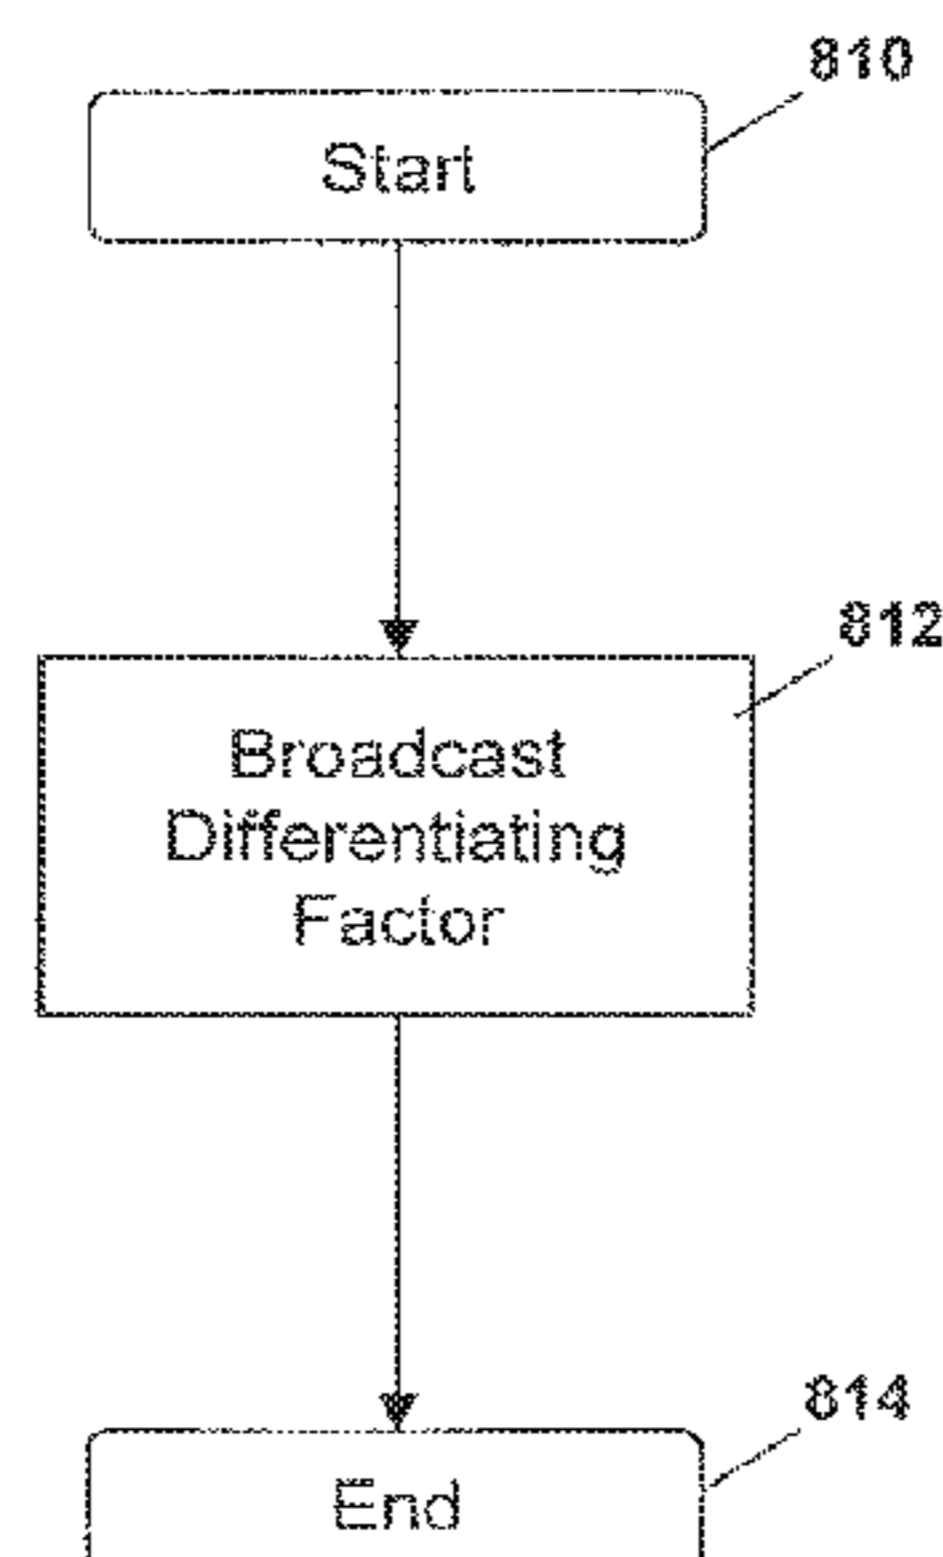 810
Start
812
Broadcast
Differentiating
Factor
814
End